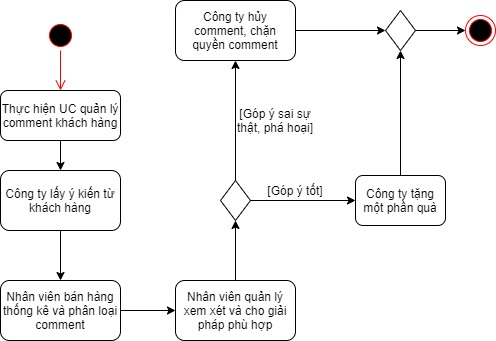 Thực hiện UC quản lý
comment khách hàng
Công ty lấy ý kiến từ
khách hàng
Nhân viên bán hàng
thống kê và phân loại
comment
Nhân viên quản lý
xem xét và cho giải
pháp phù hợp
[Góp ý sai sự
thật, phá hoại]
Công ty hủy
comment, chặn
quyền comment
[Góp ý tốt]
Công ty tặng
một phần quà